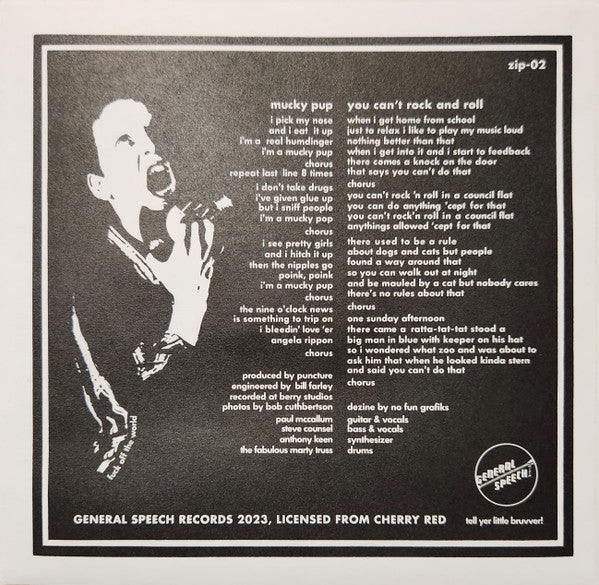 zip-02
mucky pup
i pick my nose
and i eat it up
i'm a real humdinger
i'm a mucky pup
chorus
repeat last line 8 times
i don't take drugs
i've given glue up
but i sniff people
i'm a mucky pup
chorus
i see pretty girls
and i hitch it up
then the nipples go
poink, poink
i'm a mucky pup
chorus
the nine o'clock news
is something to trip on
i bleedin' love 'er
angela rippon
chorus
you can't rock and roll
when i get home from school
just to relax i like to play my music loud
nothing better than that
when i get into it and i start to feedback
there comes a knock on the door
that says you can't do that
chorus
you can't rock 'n roll in a council flat
you can do anything 'cept for that
you can't rock'n roll in a council flat
anythings allowed 'cept for that
there used to be a rule
about dogs and cats but people
found a way around that
so you can walk out at night
and be mauled by a cat but nobody cares
there's no rules about that
chorus
one sunday afternoon
there came a ratta-tat-tat stood a
big man in blue with keeper on his hat
so i wondered what zoo and was about to
ask him that when he looked kinda stern
and said you can't do that
chorus
produced by puncture
engineered by bill farley
recorded at berry studios
photos by bob cuthbertson
dezine by no fun grafiks
paul mccallum guitar & vocals
steve counsel bass & vocals
anthony keen synthesizer
the fabulous marty truss drums
fuck off the world
GENERAL
SPEECH!
GENERAL SPEECH RECORDS 2023, LICENSED FROM CHERRY RED
tell yer little bruvver!